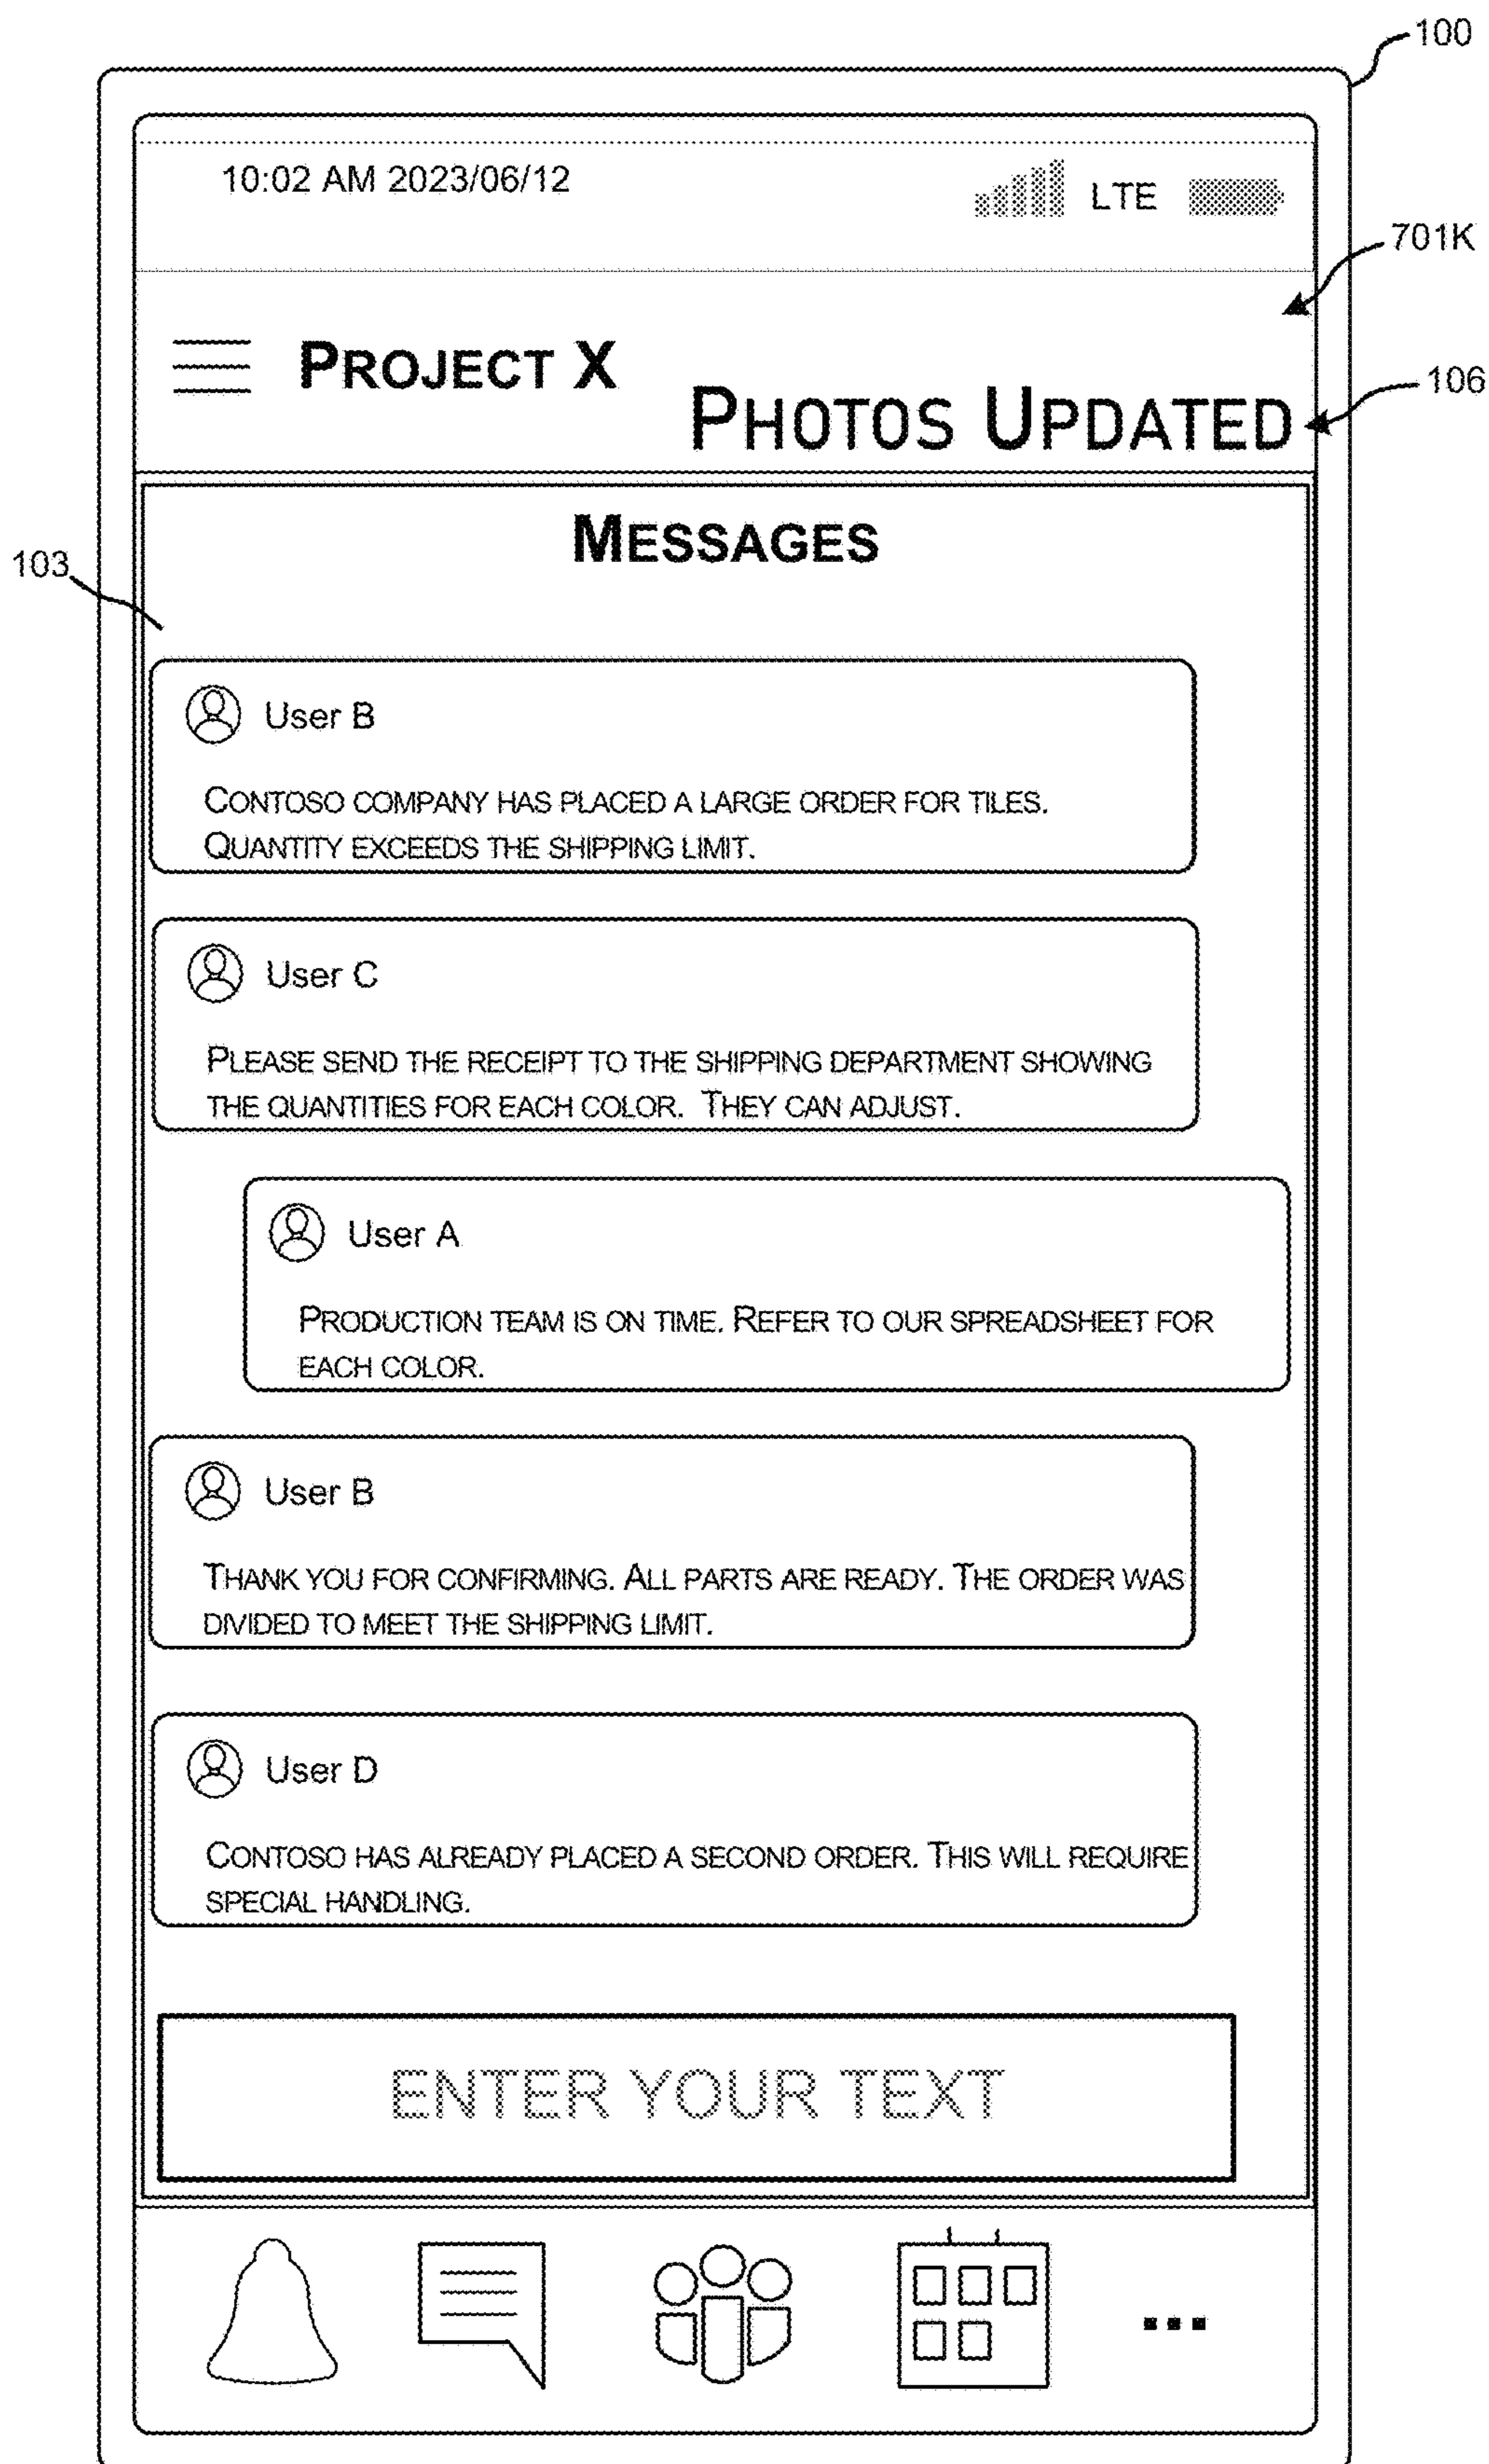 100
10:02 AM 2023/06/12
LTE
701K
PROJECT X
106
PHOTOS UPDATED
MESSAGES
103
User B
CONTOSO COMPANY HAS PLACED A LARGE ORDER FOR TILES.
QUANTITY EXCEEDS THE SHIPPING LIMIT.
User C
PLEASE SEND THE RECEIPT TO THE SHIPPING DEPARTMENT SHOWING
THE QUANTITIES FOR EACH COLOR. THEY CAN ADJUST.
User A
PRODUCTION TEAM IS ON TIME. REFER TO OUR SPREADSHEET FOR
EACH COLOR.
User B
THANK YOU FOR CONFIRMING. ALL PARTS ARE READY. THE ORDER WAS
DIVIDED TO MEET THE SHIPPING LIMIT.
User D
CONTOSO HAS ALREADY PLACED A SECOND ORDER. THIS WILL REQUIRE
SPECIAL HANDLING.
ENTER YOUR TEXT